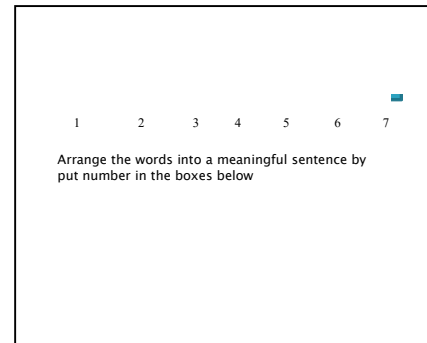 1 2 3 4 5 6 7
Arrange the words into a meaningful sentence by
put number in the boxes below